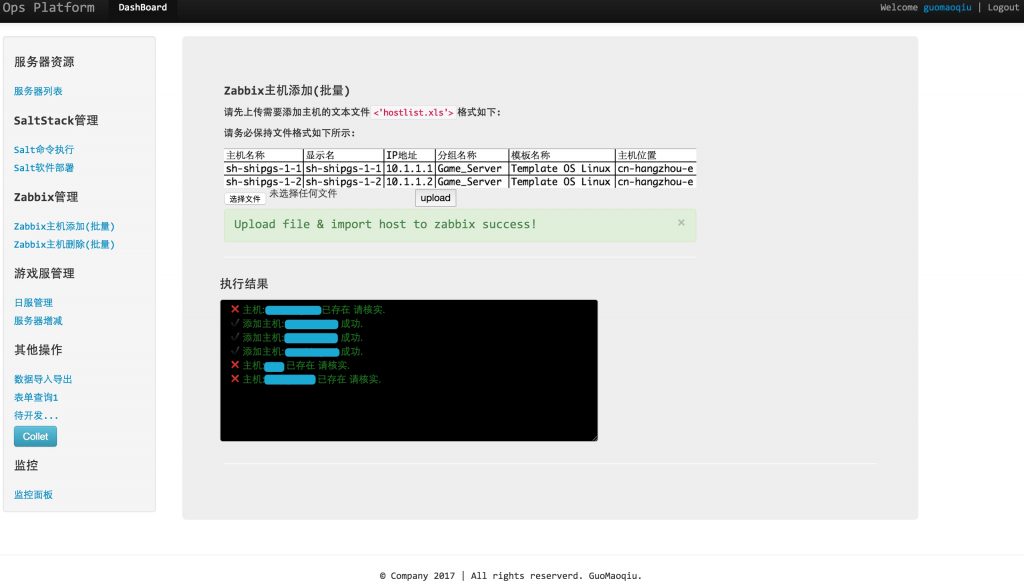 Ops Platform DashBoard Welcome guomaoqiu | Logout
服务器资源
服务器列表
SaltStack管理
Salt命令执行
Salt软件部署
Zabbix管理
Zabbix主机添加(批量)
Zabbix主机删除(批量)
游戏服管理
日服管理
服务器增减
其他操作
数据导入导出
表单查询1
待开发...
Collet
监控
监控面板
Zabbix主机添加(批量)
请先上传需要添加主机的文本文件 <'hostlist.xls'> 格式如下:
请务必保持文件格式如下所示:
主机名称 显示名 IP地址 分组名称 模板名称 主机位置
sh-shipgs-1-1 sh-shipgs-1-1 10.1.1.1 Game_Server Template OS Linux cn-hangzhou-e
sh-shipgs-1-2 sh-shipgs-1-2 10.1.1.2 Game_Server Template OS Linux cn-hangzhou-e
选择文件 未选择任何文件 upload
Upload file & import host to zabbix success! ×
执行结果
主机: 已存在 请核实.
添加主机: 成功.
添加主机: 成功.
添加主机: 成功.
主机: 已存在 请核实.
主机: 已存在 请核实.
© Company 2017 | All rights reserverd. GuoMaoqiu.